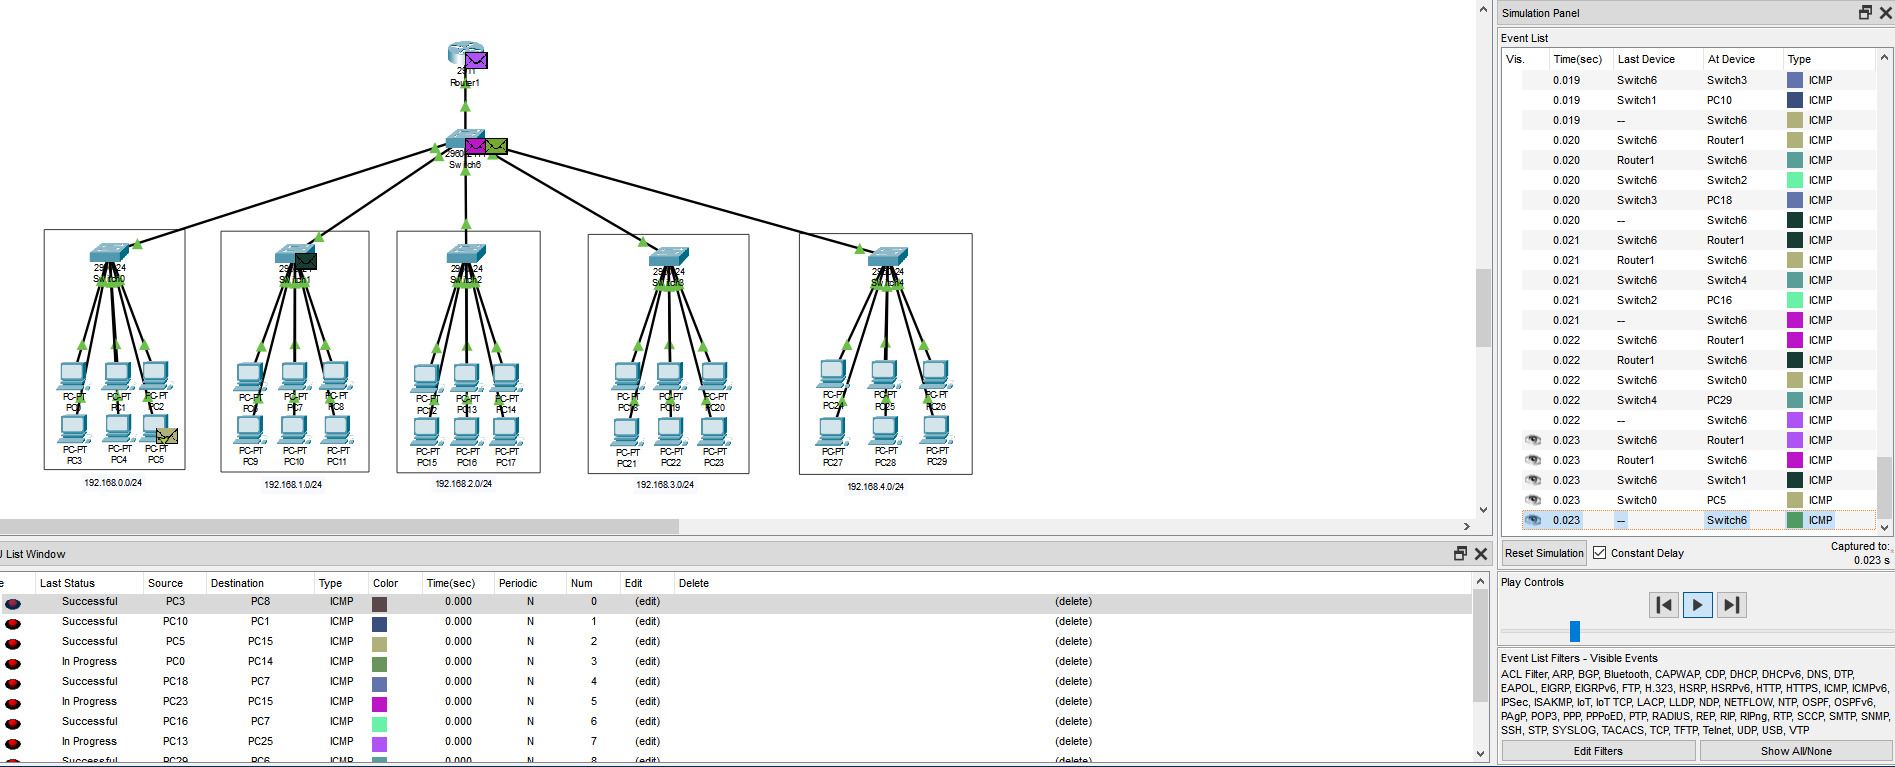 Simulation Panel
Event List
Vis. Time(sec) Last Device At Device Type
0.019 Switch6 Switch3 ICMP
0.019 Switch1 PC10 ICMP
0.019 -- Switch6 ICMP
0.020 Switch6 Router1 ICMP
0.020 Router1 Switch6 ICMP
0.020 Switch6 Switch2 ICMP
0.020 Switch3 PC18 ICMP
0.020 -- Switch6 ICMP
0.021 Switch6 Router1 ICMP
0.021 Router1 Switch6 ICMP
0.021 Switch6 Switch4 ICMP
0.021 Switch2 PC16 ICMP
0.021 -- Switch6 ICMP
0.022 Switch6 Router1 ICMP
0.022 Router1 Switch6 ICMP
0.022 Switch6 Switch0 ICMP
0.022 Switch4 PC29 ICMP
0.022 -- Switch6 ICMP
0.023 Switch6 Router1 ICMP
0.023 Router1 Switch6 ICMP
0.023 Switch6 Switch1 ICMP
0.023 Switch0 PC5 ICMP
0.023 -- Switch6 ICMP
Reset Simulation Constant Delay Captured to:
0.023 s
Play Controls
Event List Filters - Visible Events
ACL Filter, ARP, BGP, Bluetooth, CAPWAP, CDP, DHCP, DHCPv6, DNS, DTP,
EAPOL, EIGRP, EIGRPv6, FTP, H.323, HSRP, HSRPv6, HTTP, HTTPS, ICMP, ICMPv6,
IPSec, ISAKMP, IoT, IoT TCP, LACP, LLDP, NDP, NETFLOW, NTP, OSPF, OSPFv6,
PAgP, POP3, PPP, PPPoED, PTP, RADIUS, REP, RIP, RIPng, RTP, SCCP, SMTP, SNMP,
SSH, STP, SYSLOG, TACACS, TCP, TFTP, Telnet, UDP, USB, VTP
Edit Filters Show All/None
Router1
Switch6
PC-PT PC-PT PC-PT
PC1 PC2
PC-PT PC-PT PC-PT
PC3 PC4 PC5
192.168.0.0/24
PC-PT PC-PT PC-PT
PC7 PC8
PC-PT PC-PT PC-PT
PC9 PC10 PC11
192.168.1.0/24
PC-PT PC-PT PC-PT
PC12 PC13 PC14
PC-PT PC-PT PC-PT
PC15 PC16 PC17
192.168.2.0/24
PC-PT PC-PT PC-PT
PC19 PC20
PC-PT PC-PT PC-PT
PC21 PC22 PC23
192.168.3.0/24
PC-PT PC-PT PC-PT
PC25 PC26
PC-PT PC-PT PC-PT
PC27 PC28 PC29
192.168.4.0/24
List Window
Last Status Source Destination Type Color Time(sec) Periodic Num Edit Delete
Successful PC3 PC8 ICMP 0.000 N 0 (edit) (delete)
Successful PC10 PC1 ICMP 0.000 N 1 (edit) (delete)
Successful PC5 PC15 ICMP 0.000 N 2 (edit) (delete)
In Progress PC0 PC14 ICMP 0.000 N 3 (edit) (delete)
Successful PC18 PC7 ICMP 0.000 N 4 (edit) (delete)
In Progress PC23 PC15 ICMP 0.000 N 5 (edit) (delete)
Successful PC16 PC7 ICMP 0.000 N 6 (edit) (delete)
In Progress PC13 PC25 ICMP 0.000 N 7 (edit) (delete)
Successful PC29 PC6 ICMP 0.000 N 8 (edit) (delete)